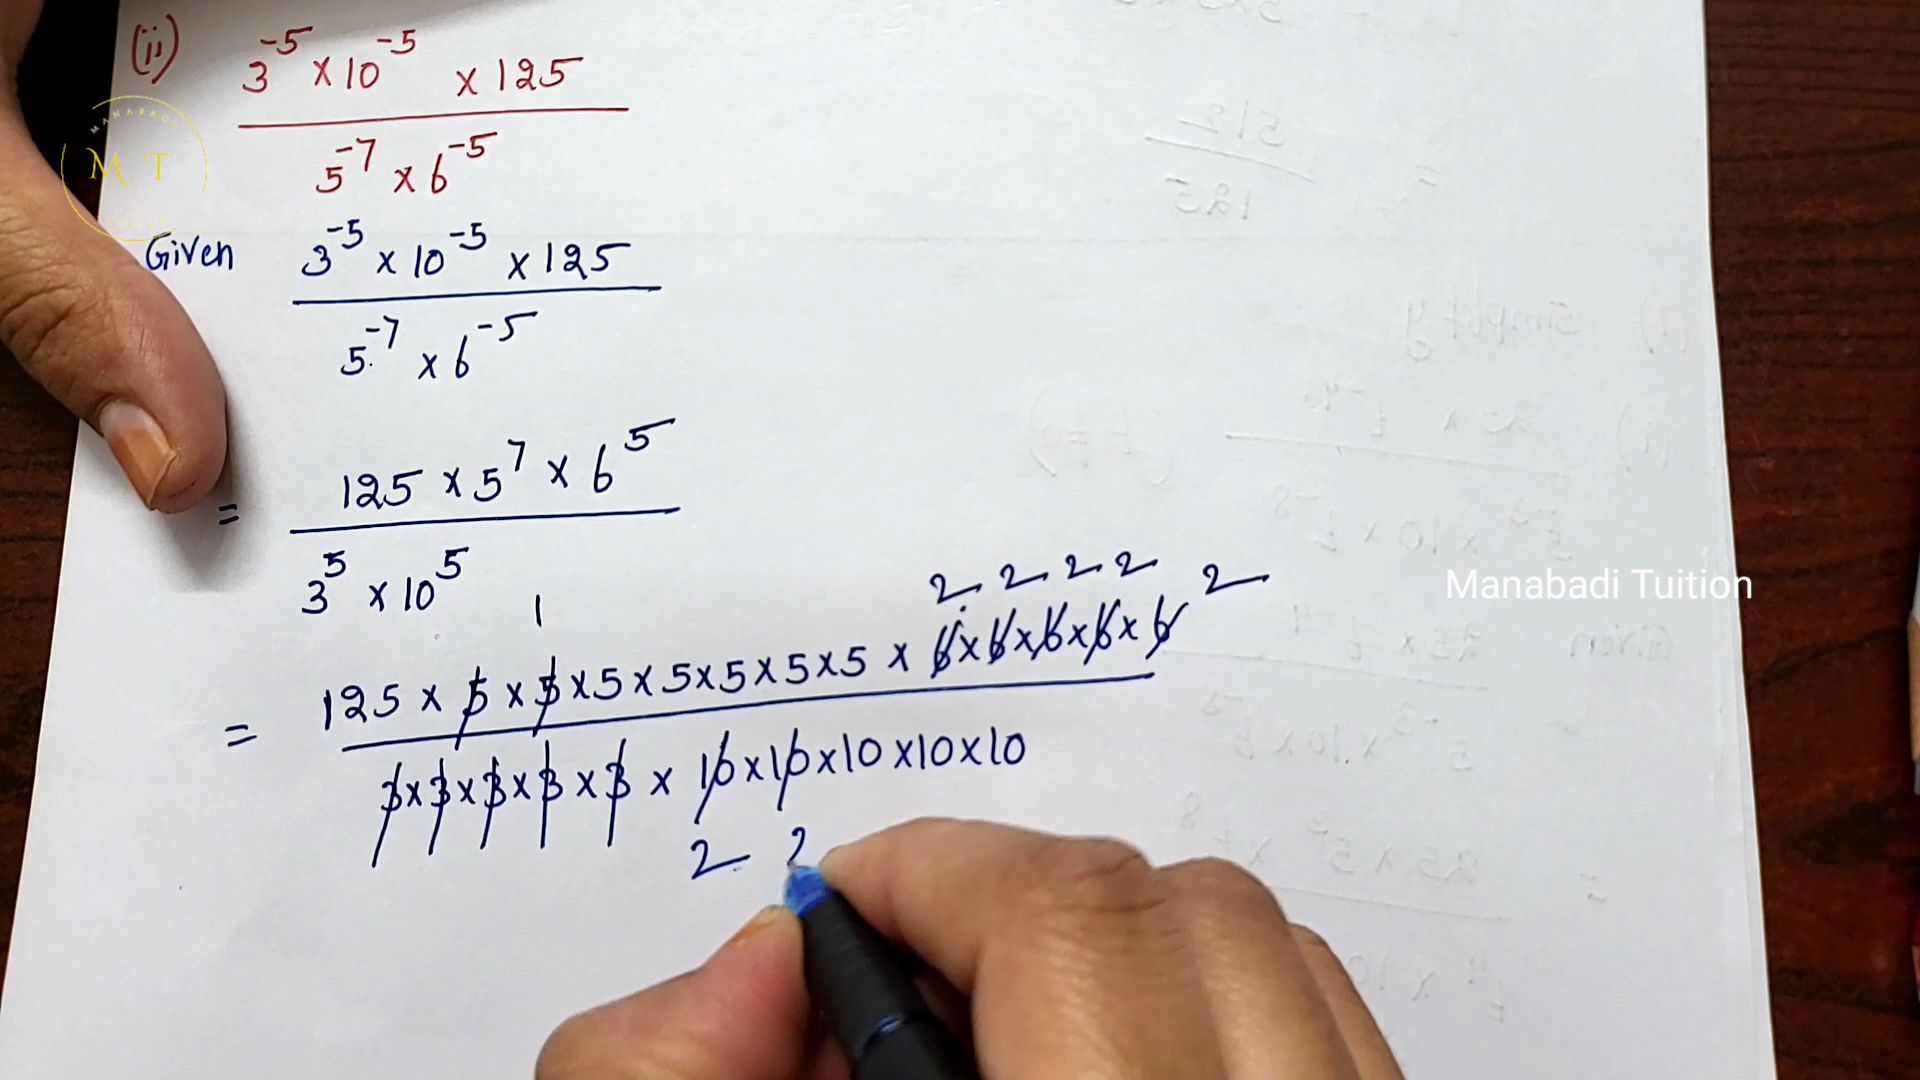 (ii) 3^-5 × 10^-5 × 125
5^-7 × 6^-5
MANABADI
M T
Given 3^-5 × 10^-5 × 125
5^-7 × 6^-5
= 125 × 5^7 × 6^5
3^5 × 10^5
1 2 2 2 2 2
= 125 × 5 × 5 × 5 × 5 × 5 × 5 × 5 × 6 × 6 × 6 × 6 × 6
3 × 3 × 3 × 3 × 3 × 10 × 10 × 10 × 10 × 10
2 2
Manabadi Tuition